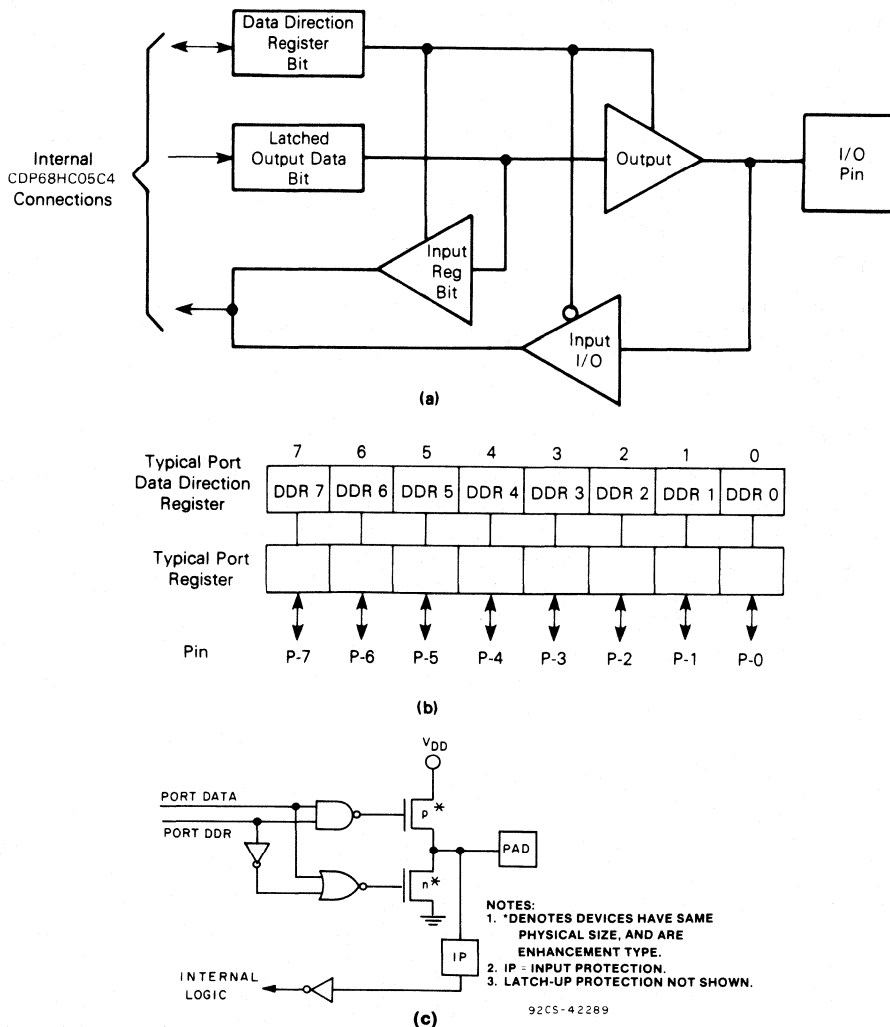 Data Direction
Register
Bit
Latched
Output Data
Bit
Internal
CDP68HC05C4
Connections
Output
I/O
Pin
Input
Reg
Bit
Input
I/O
(a)
7 6 5 4 3 2 1 0
Typical Port
Data Direction
Register
DDR 7 DDR 6 DDR 5 DDR 4 DDR 3 DDR 2 DDR 1 DDR 0
Typical Port
Register
Pin P-7 P-6 P-5 P-4 P-3 P-2 P-1 P-0
(b)
VDD
PORT DATA
PORT DDR
p*
PAD
n*
IP
INTERNAL
LOGIC
NOTES:
1. *DENOTES DEVICES HAVE SAME
PHYSICAL SIZE, AND ARE
ENHANCEMENT TYPE.
2. IP = INPUT PROTECTION.
3. LATCH-UP PROTECTION NOT SHOWN.
(c)
92CS-42289